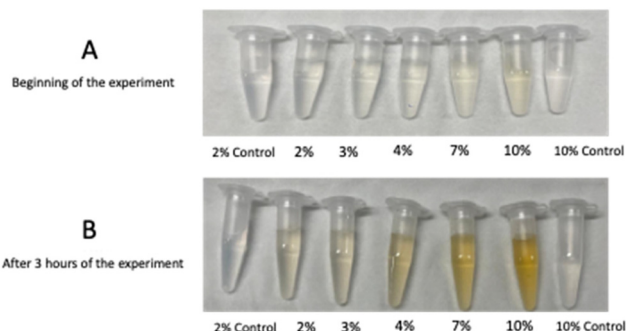 A
Beginning of the experiment
2% Control 2% 3% 4% 7% 10% 10% Control
B
After 3 hours of the experiment
2% Control 2% 3% 4% 7% 10% 10% Control